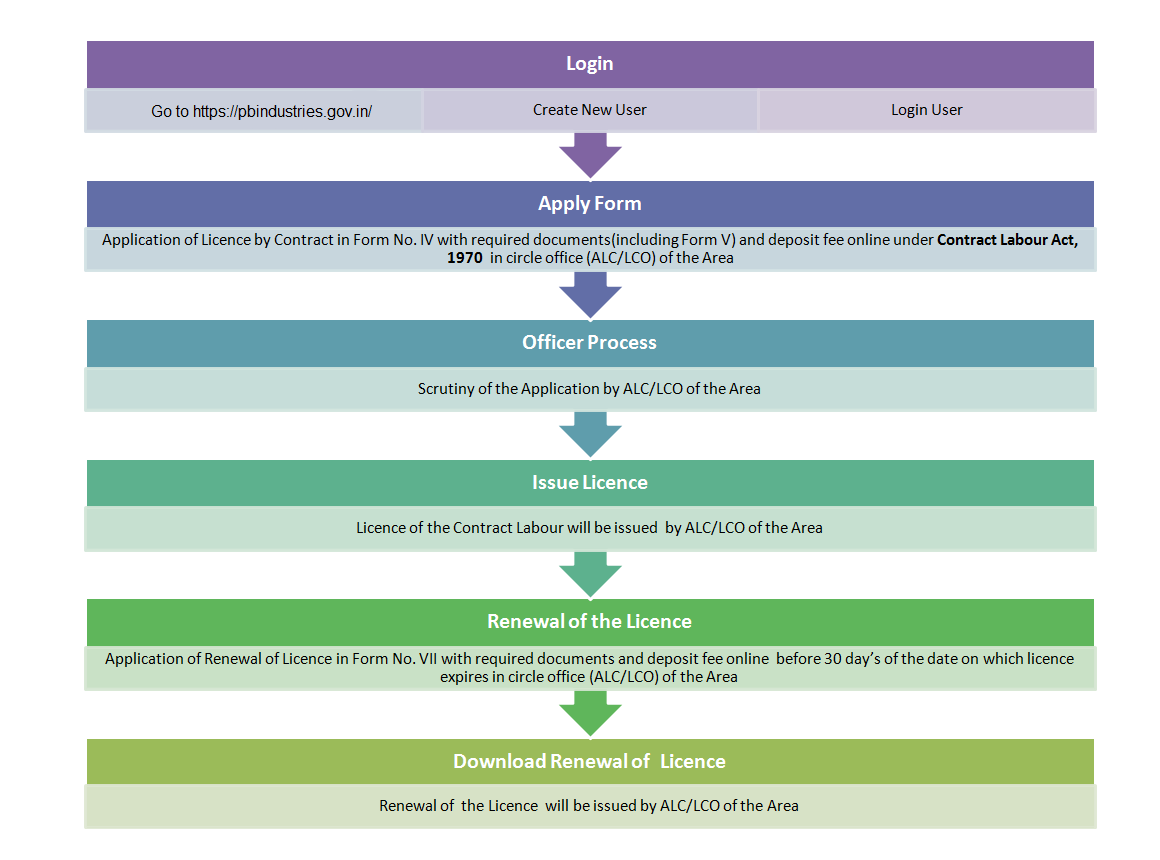 Login
Go to https://pbindustries.gov.in/ Create New User Login User
Apply Form
Application of Licence by Contract in Form No. IV with required documents(including Form V) and deposit fee online under Contract Labour Act,
1970 in circle office (ALC/LCO) of the Area
Officer Process
Scrutiny of the Application by ALC/LCO of the Area
Issue Licence
Licence of the Contract Labour will be issued by ALC/LCO of the Area
Renewal of the Licence
Application of Renewal of Licence in Form No. VII with required documents and deposit fee online before 30 day’s of the date on which licence
expires in circle office (ALC/LCO) of the Area
Download Renewal of Licence
Renewal of the Licence will be issued by ALC/LCO of the Area